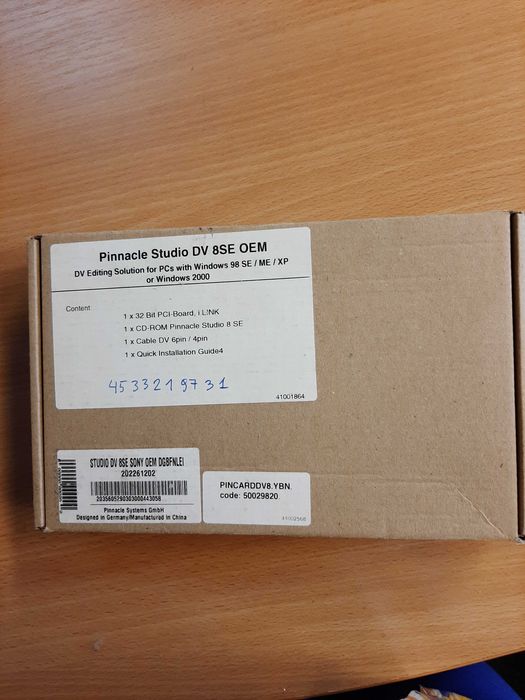 Pinnacle Studio DV 8SE OEM
DV Editing Solution for PCs with Windows 98 SE / ME / XP
or Windows 2000
Content
1 x 32 Bit PCI-Board, i.LINK
1 x CD-ROM Pinnacle Studio 8 SE
1 x Cable DV 6pin / 4pin
1 x Quick Installation Guide4
4533219731
41001864
STUDIO DV 8SE SONY OEM DGBFNLEI
202261202
2035605290303000443058
Pinnacle Systems GmbH
Designed in Germany/Manufactured in China
PINCARDDV8.YBN.
code: 50029820.
41002568